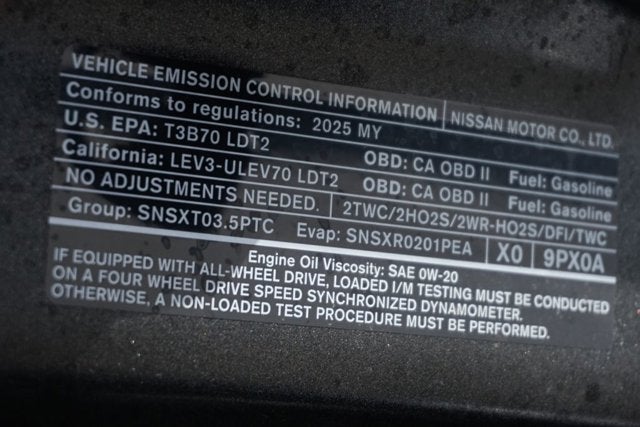 VEHICLE EMISSION CONTROL INFORMATION NISSAN MOTOR CO., LTD.
Conforms to regulations: 2025 MY
U.S. EPA: T3B70 LDT2 OBD: CA OBD II Fuel: Gasoline
California: LEV3-ULEV70 LDT2 OBD: CA OBD II Fuel: Gasoline
NO ADJUSTMENTS NEEDED. 2TWC/2HO2S/2WR-HO2S/DFI/TWC
Group: SNSXT03.5PTC Evap: SNSXR0201PEA X0 9PX0A
Engine Oil Viscosity: SAE 0W-20
IF EQUIPPED WITH ALL-WHEEL DRIVE, LOADED I/M TESTING MUST BE CONDUCTED
ON A FOUR WHEEL DRIVE SPEED SYNCHRONIZED DYNAMOMETER.
OTHERWISE, A NON-LOADED TEST PROCEDURE MUST BE PERFORMED.